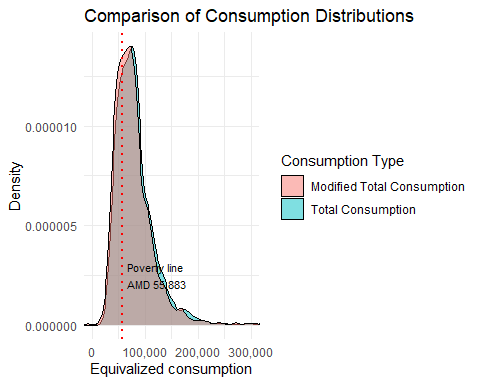 Comparison of Consumption Distributions
Density
0.000010
0.000005
0.000000
Poverty line
AMD 55,883
0
100,000
200,000
300,000
Equivalized consumption
Consumption Type
Modified Total Consumption
Total Consumption